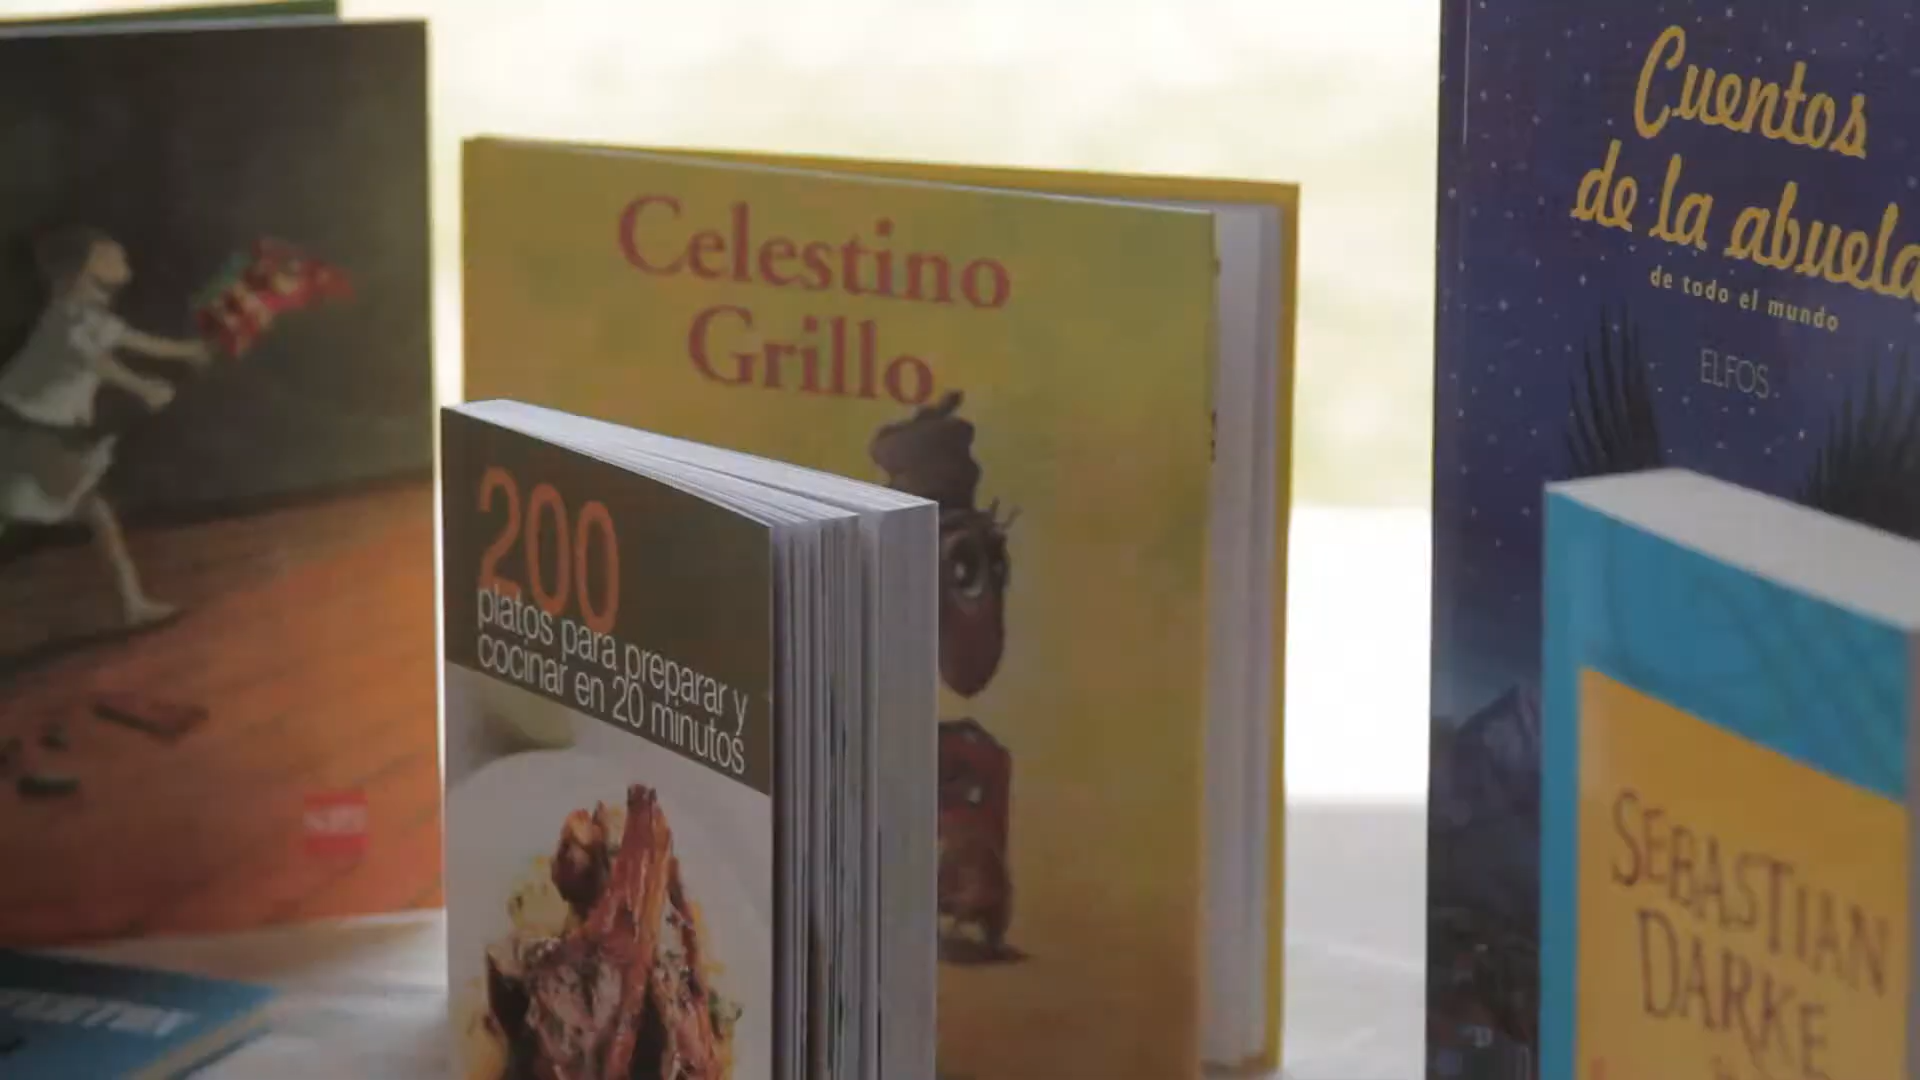 Celestino
Grillo
200
platos para preparar y
cocinar en 20 minutos
Cuentos
de la abuela
de todo el mundo
ELFOS
SEBASTIAN
DARKE